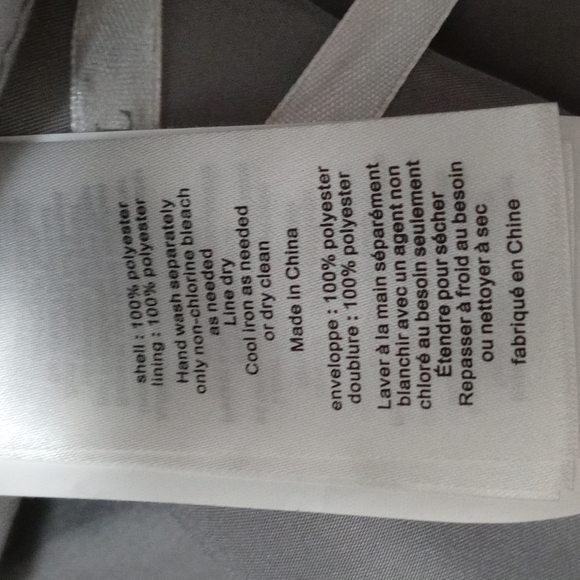 shell : 100% polyester
lining : 100% polyester
Hand wash separately
only non-chlorine bleach
as needed
Line dry
Cool iron as needed
or dry clean
Made in China
enveloppe : 100% polyester
doublure : 100% polyester
Laver à la main séparément
blanchir avec un agent non
chloré au besoin seulement
Étendre pour sécher
Repasser à froid au besoin
ou nettoyer à sec
fabriqué en Chine